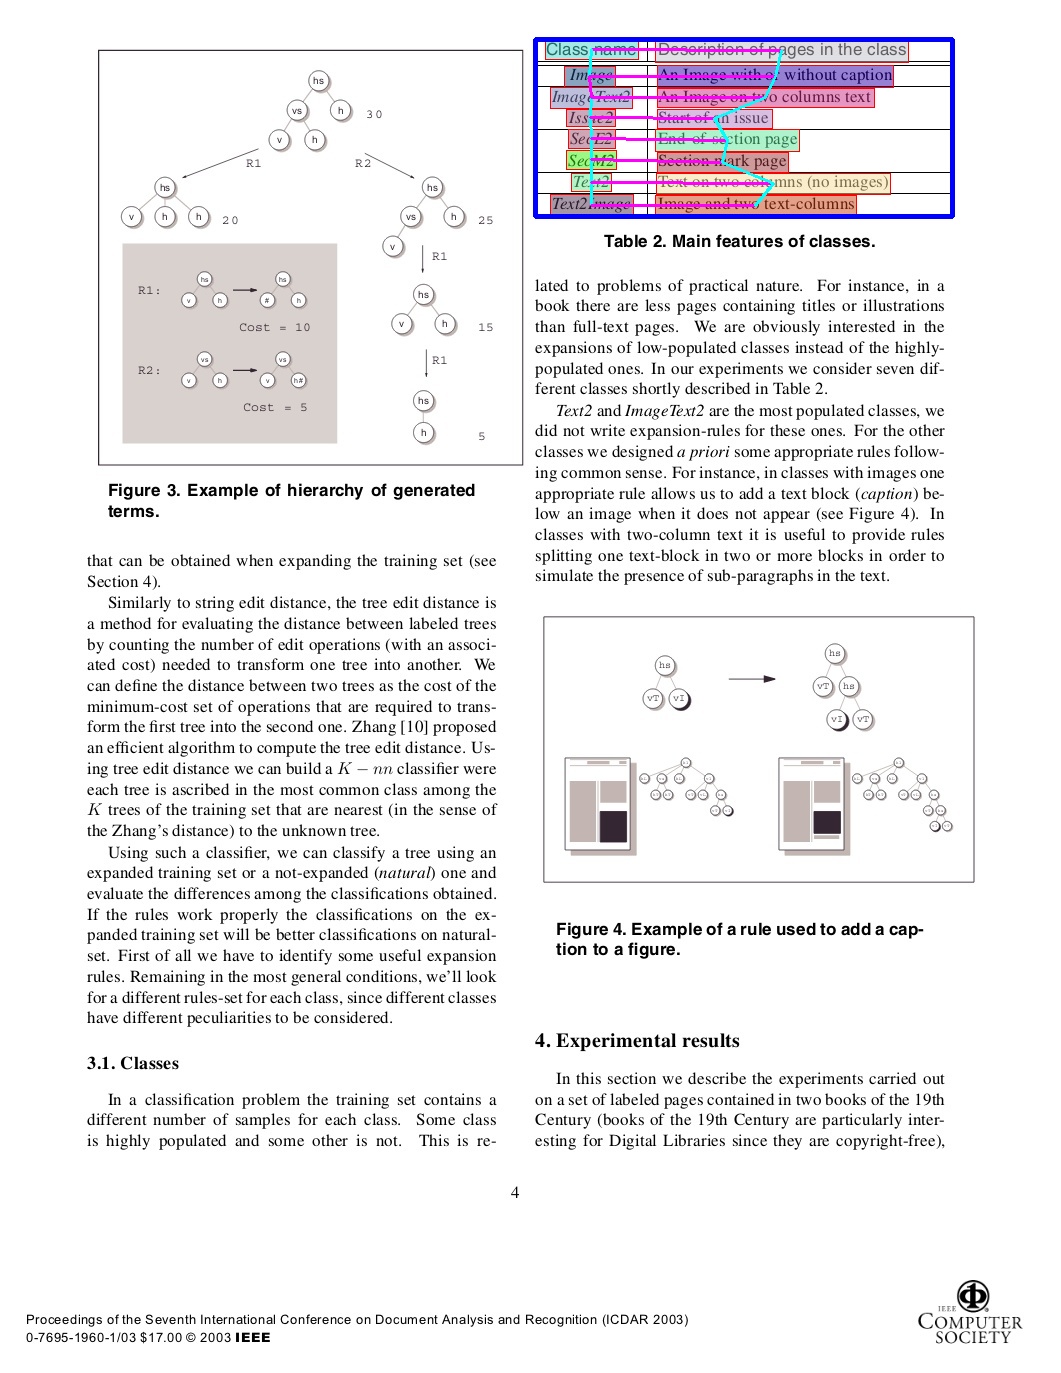 hs
vs
h
30
v
h
R1
R2
hs
v
h
h
20
hs
vs
h
25
v
R1
hs
v
h
15
R1
hs
h
5
R1:
hs
v
h
hs
#
h
Cost = 10
R2:
vs
v
h
vs
v
h#
Cost = 5
Figure 3. Example of hierarchy of generated
terms.
that can be obtained when expanding the training set (see
Section 4).
Similarly to string edit distance, the tree edit distance is
a method for evaluating the distance between labeled trees
by counting the number of edit operations (with an associ-
ated cost) needed to transform one tree into another. We
can define the distance between two trees as the cost of the
minimum-cost set of operations that are required to trans-
form the first tree into the second one. Zhang [10] proposed
an efficient algorithm to compute the tree edit distance. Us-
ing tree edit distance we can build a K − nn classifier were
each tree is ascribed in the most common class among the
K trees of the training set that are nearest (in the sense of
the Zhang's distance) to the unknown tree.
Using such a classifier, we can classify a tree using an
expanded training set or a not-expanded (natural) one and
evaluate the differences among the classifications obtained.
If the rules work properly the classifications on the ex-
panded training set will be better classifications on natural-
set. First of all we have to identify some useful expansion
rules. Remaining in the most general conditions, we'll look
for a different rules-set for each class, since different classes
have different peculiarities to be considered.
3.1. Classes
In a classification problem the training set contains a
different number of samples for each class. Some class
is highly populated and some other is not. This is re-
Class name Description of pages in the class
Image An Image with or without caption
ImageText2 An Image on two columns text
Issue2 Start of an issue
SecE2 End of section page
SecM2 Section mark page
Text2 Text on two columns (no images)
Text2Image Image and two text-columns
Table 2. Main features of classes.
lated to problems of practical nature. For instance, in a
book there are less pages containing titles or illustrations
than full-text pages. We are obviously interested in the
expansions of low-populated classes instead of the highly-
populated ones. In our experiments we consider seven dif-
ferent classes shortly described in Table 2.
Text2 and ImageText2 are the most populated classes, we
did not write expansion-rules for these ones. For the other
classes we designed a priori some appropriate rules follow-
ing common sense. For instance, in classes with images one
appropriate rule allows us to add a text block (caption) be-
low an image when it does not appear (see Figure 4). In
classes with two-column text it is useful to provide rules
splitting one text-block in two or more blocks in order to
simulate the presence of sub-paragraphs in the text.
hs
vT
vI
hs
vT
hs
vI
vT
Figure 4. Example of a rule used to add a cap-
tion to a figure.
4. Experimental results
In this section we describe the experiments carried out
on a set of labeled pages contained in two books of the 19th
Century (books of the 19th Century are particularly inter-
esting for Digital Libraries since they are copyright-free),
4
Proceedings of the Seventh International Conference on Document Analysis and Recognition (ICDAR 2003)
0-7695-1960-1/03 $17.00 © 2003 IEEE
IEEE
COMPUTER
SOCIETY